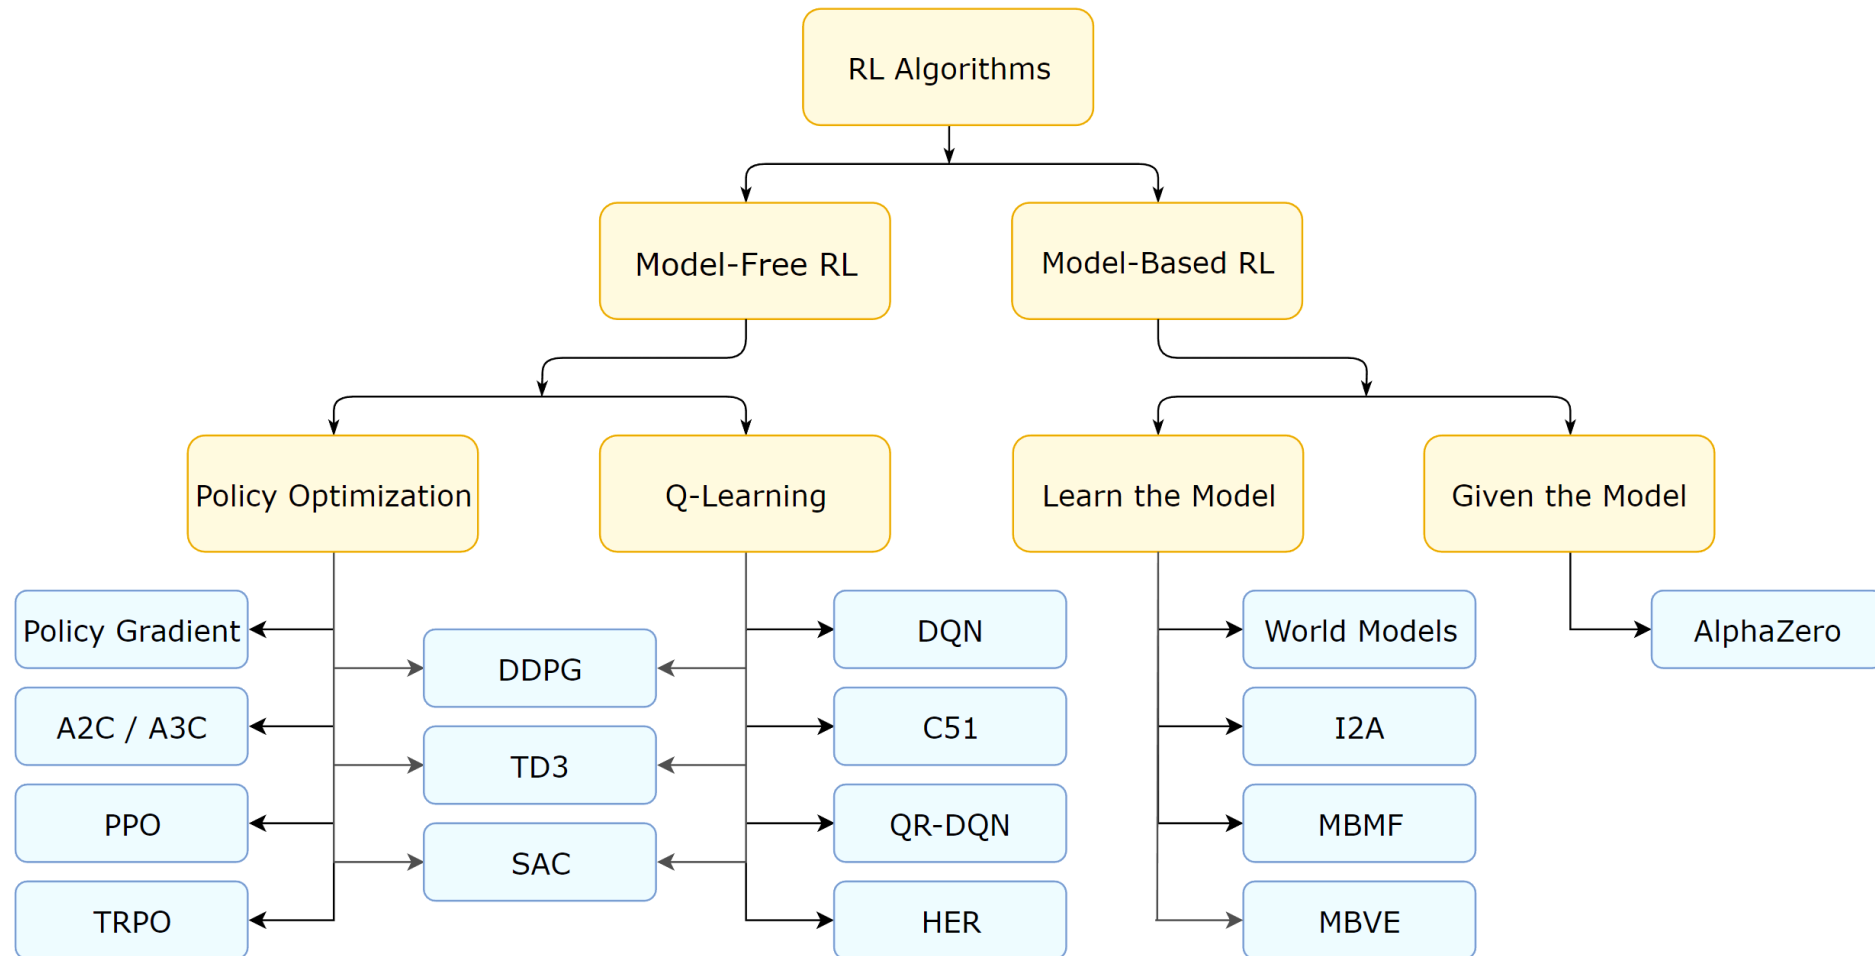 RL Algorithms
Model-Free RL
Model-Based RL
Policy Optimization
Q-Learning
Learn the Model
Given the Model
Policy Gradient
DDPG
DQN
World Models
AlphaZero
A2C / A3C
TD3
C51
I2A
PPO
SAC
QR-DQN
MBMF
TRPO
HER
MBVE